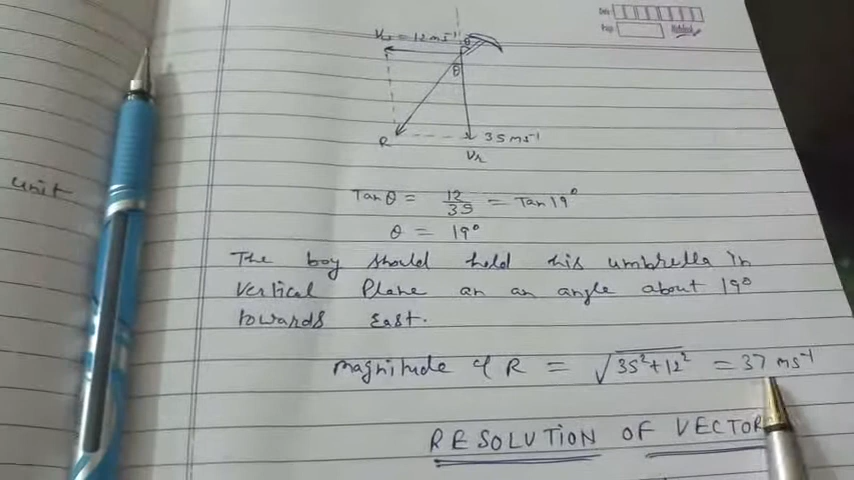 Vw = 12 ms⁻¹
θ
R
35 ms⁻¹
Vr
unit
Tan θ = 12/35 = Tan 19°
θ = 19°
The boy should hold his umbrella in
vertical Plane an an angle about 19°
towards East.
magnitude of R = √35²+12² = 37 ms⁻¹
RESOLUTION OF VECTOR